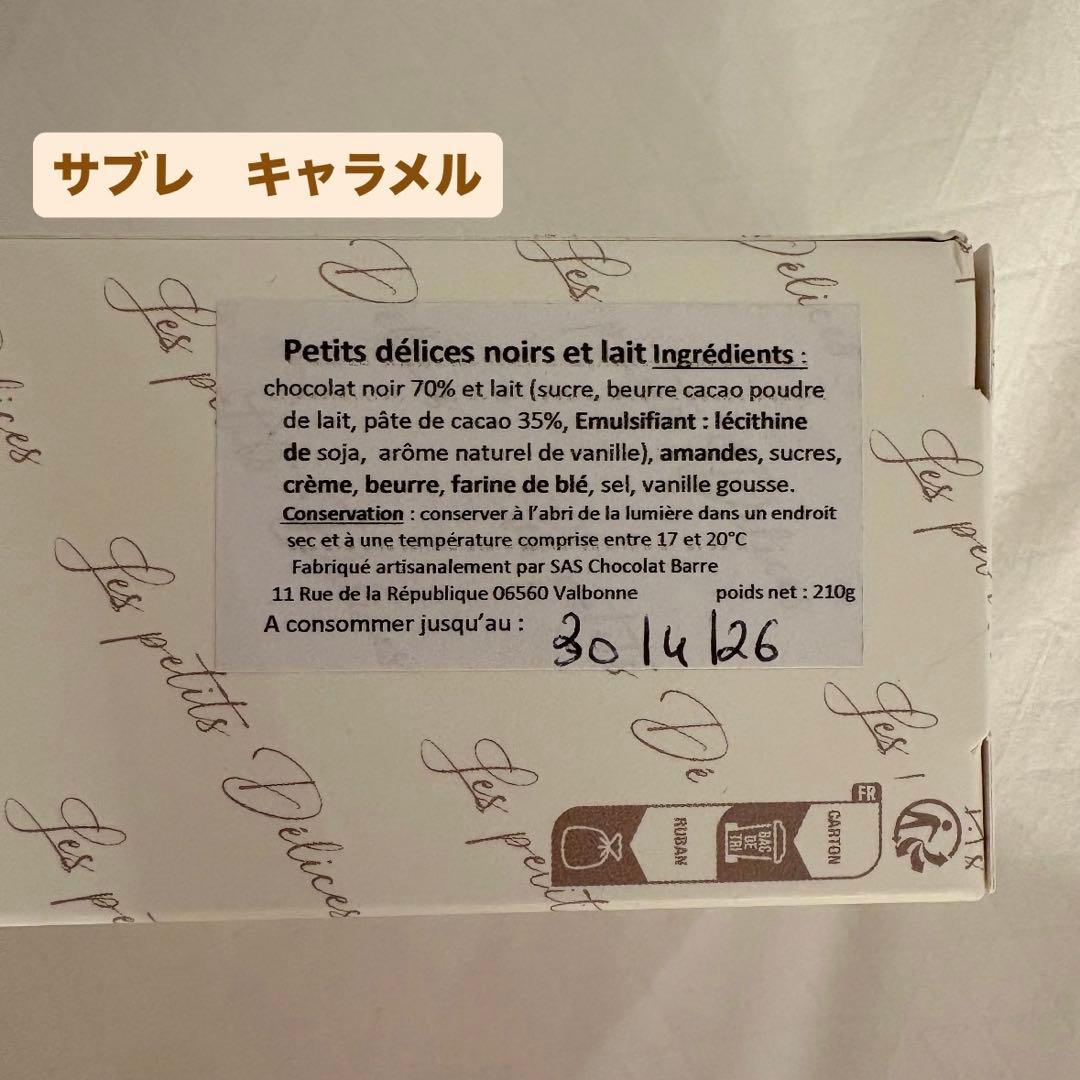 サブレ　キャラメル
Les petits Délices
Petits délices noirs et lait Ingrédients :
chocolat noir 70% et lait (sucre, beurre cacao poudre
de lait, pâte de cacao 35%, Emulsifiant : lécithine
de soja, arôme naturel de vanille), amandes, sucres,
crème, beurre, farine de blé, sel, vanille gousse.
Conservation : conserver à l'abri de la lumière dans un endroit
sec et à une température comprise entre 17 et 20°C
Fabriqué artisanalement par SAS Chocolat Barre
11 Rue de la République 06560 Valbonne poids net : 210g
A consommer jusqu'au : 30/4/26
FR
CARTON
BAC DE TRI
RUBAN